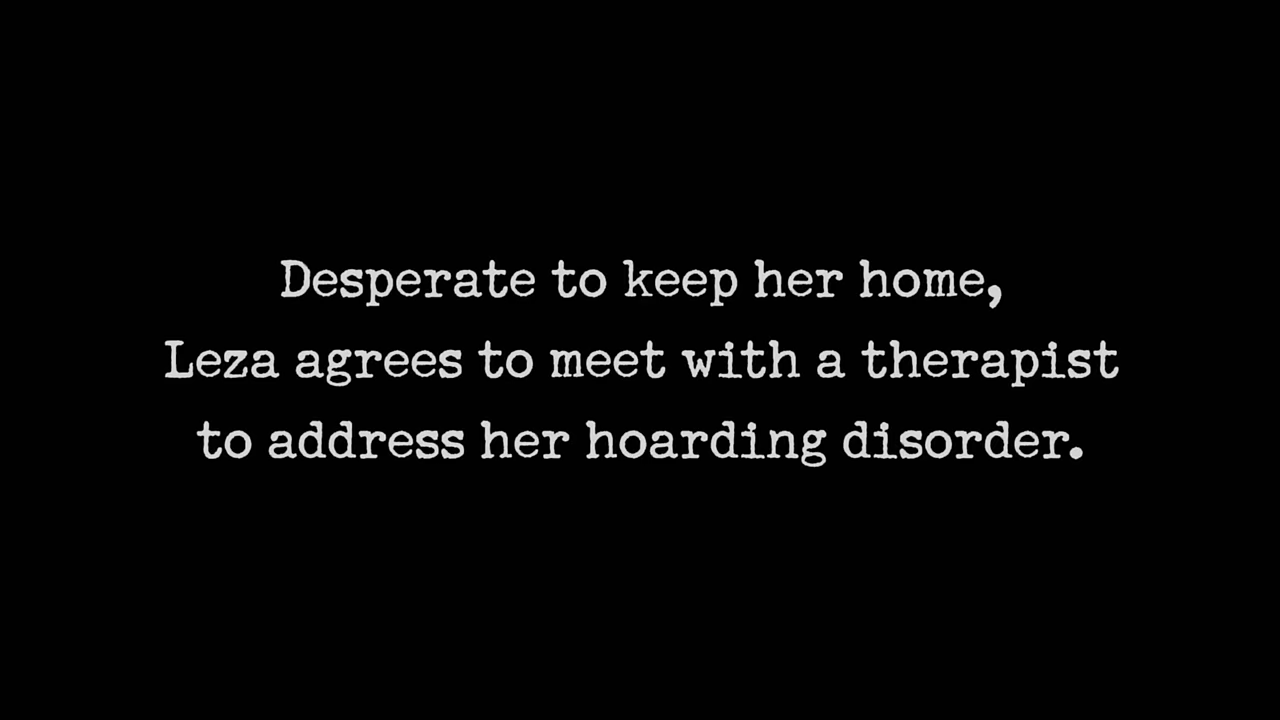 Desperate to keep her home,
Leza agrees to meet with a therapist
to address her hoarding disorder.